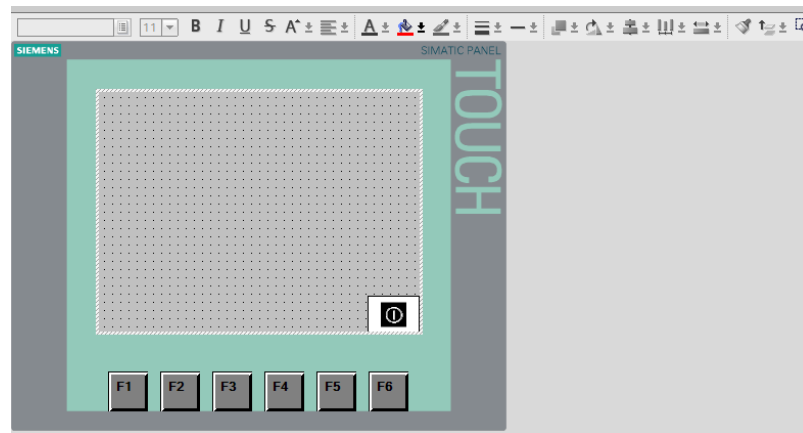 11 B I U S A A
SIEMENS SIMATIC PANEL
TOUCH
F1 F2 F3 F4 F5 F6